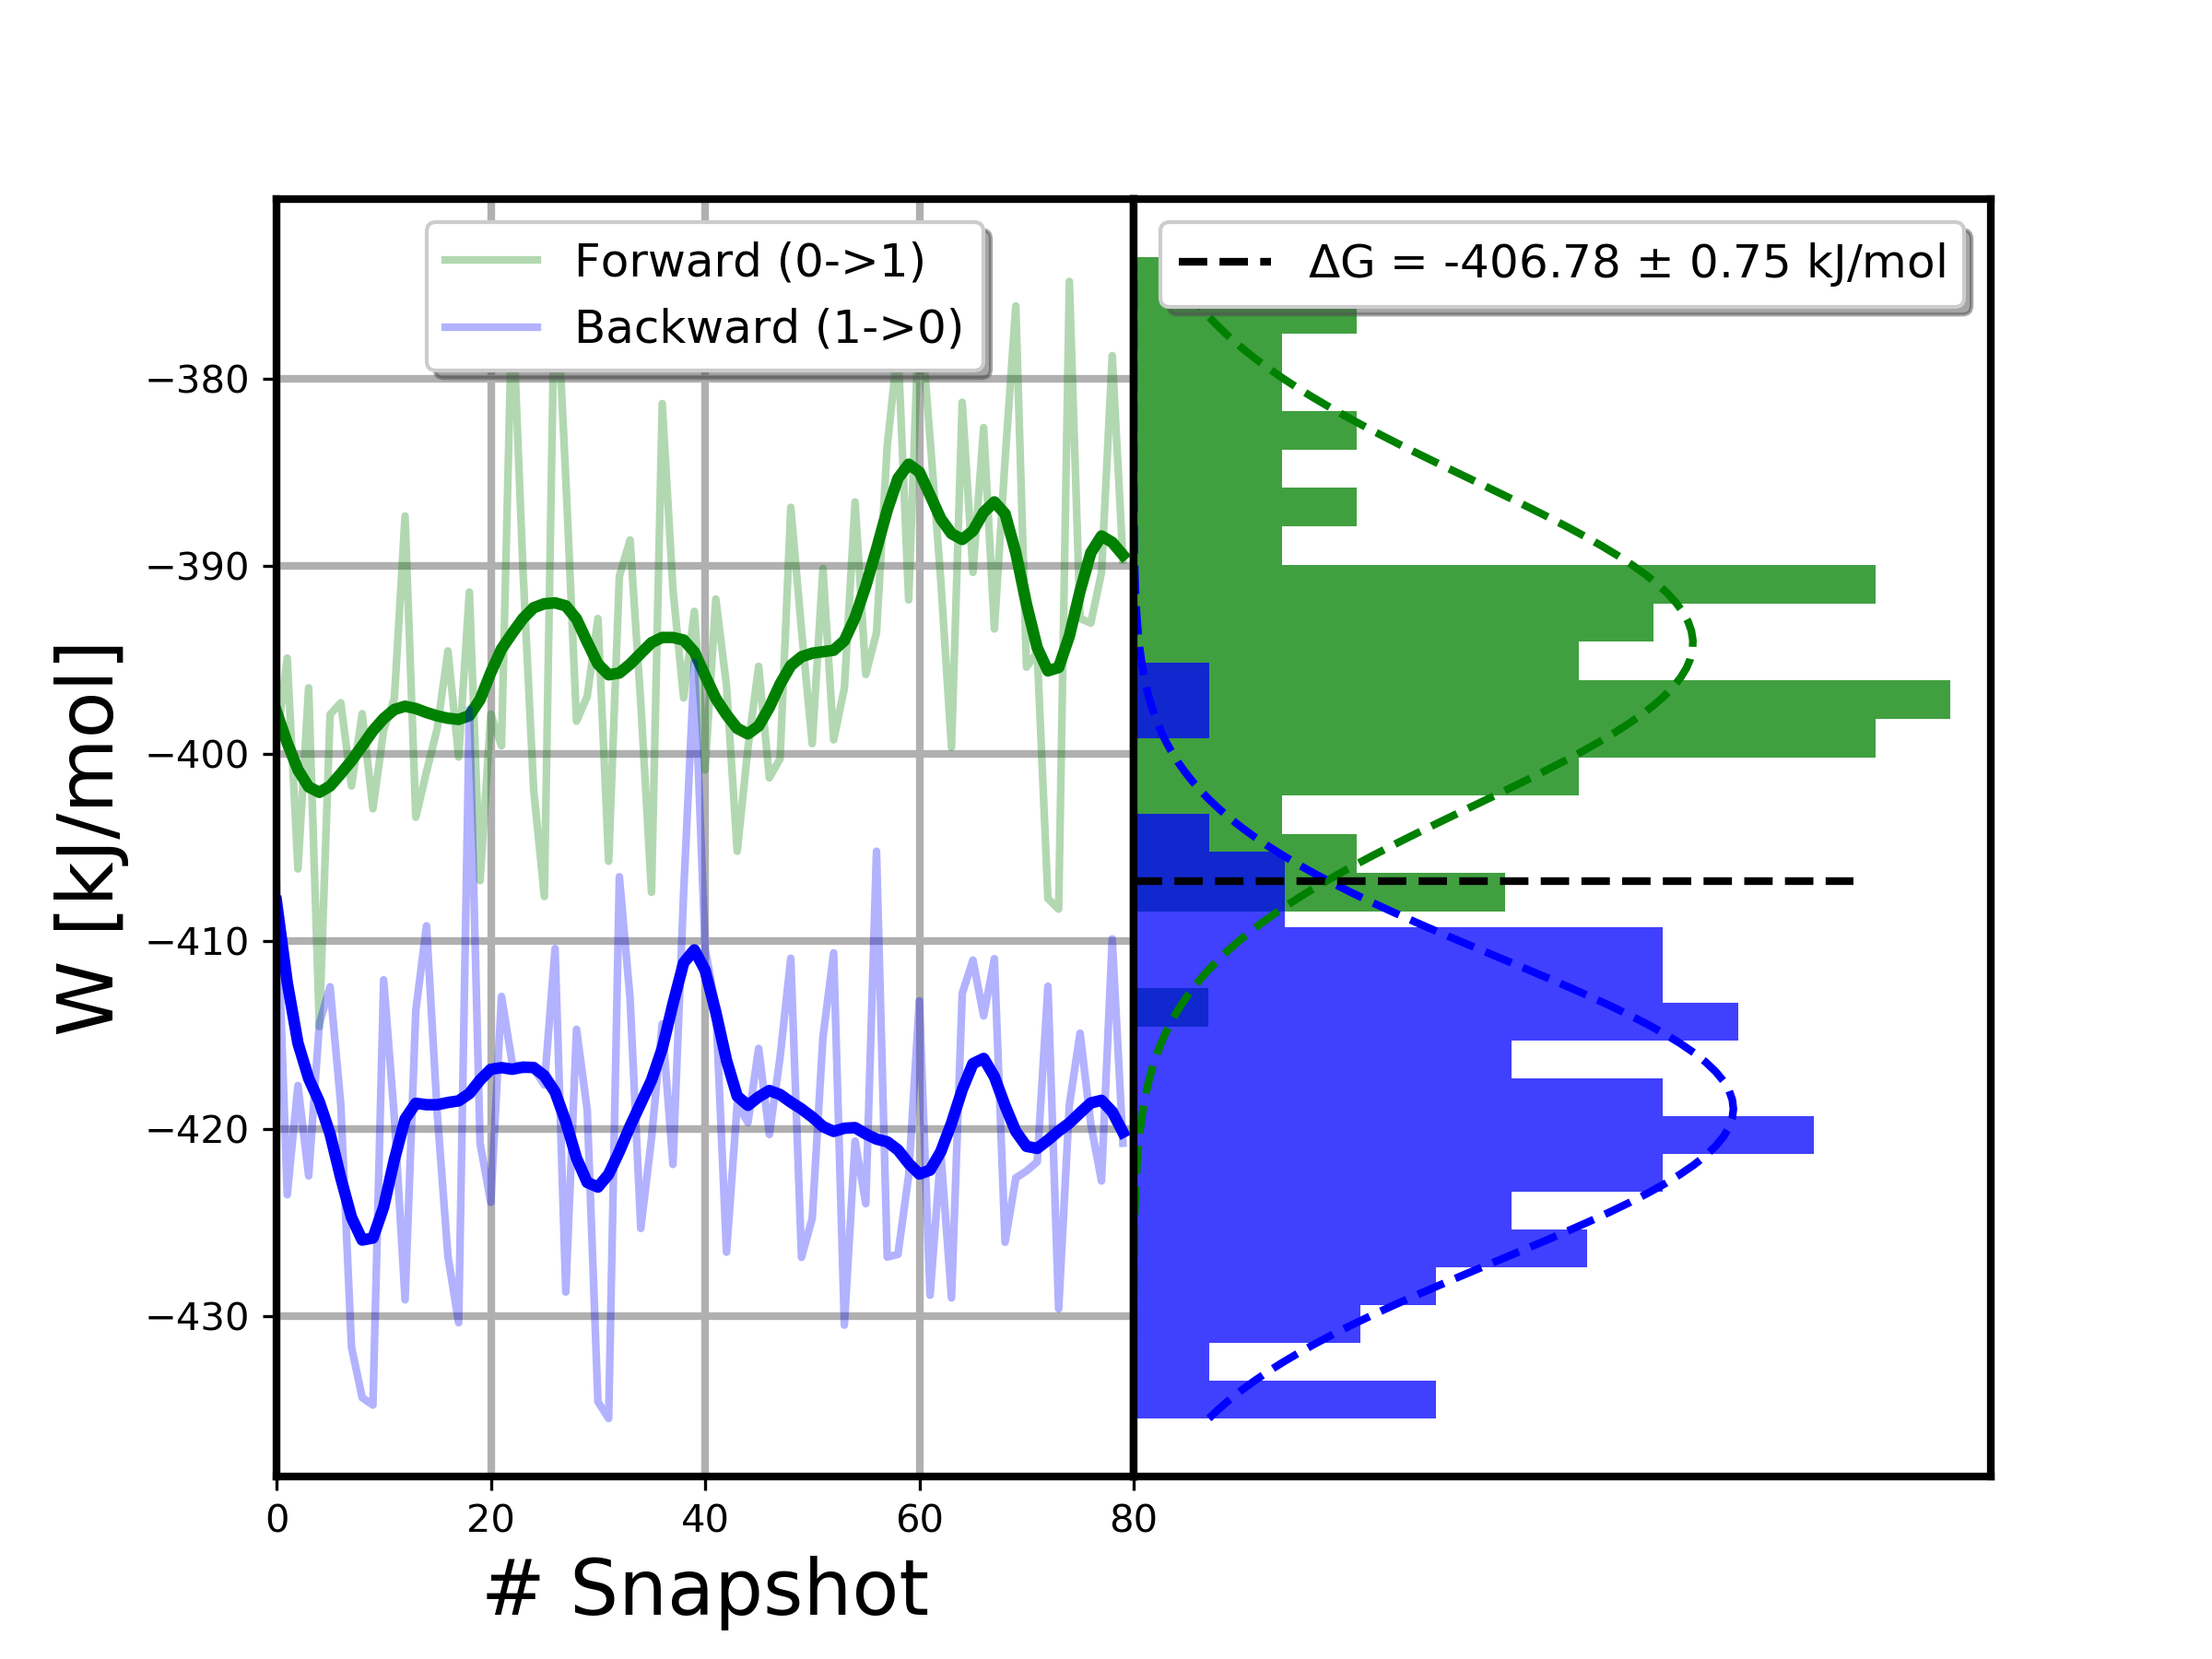 Forward (0->1)
Backward (1->0)
ΔG = -406.78 ± 0.75 kJ/mol
W [kJ/mol]
−380
−390
−400
−410
−420
−430
0 20 40 60 80
# Snapshot